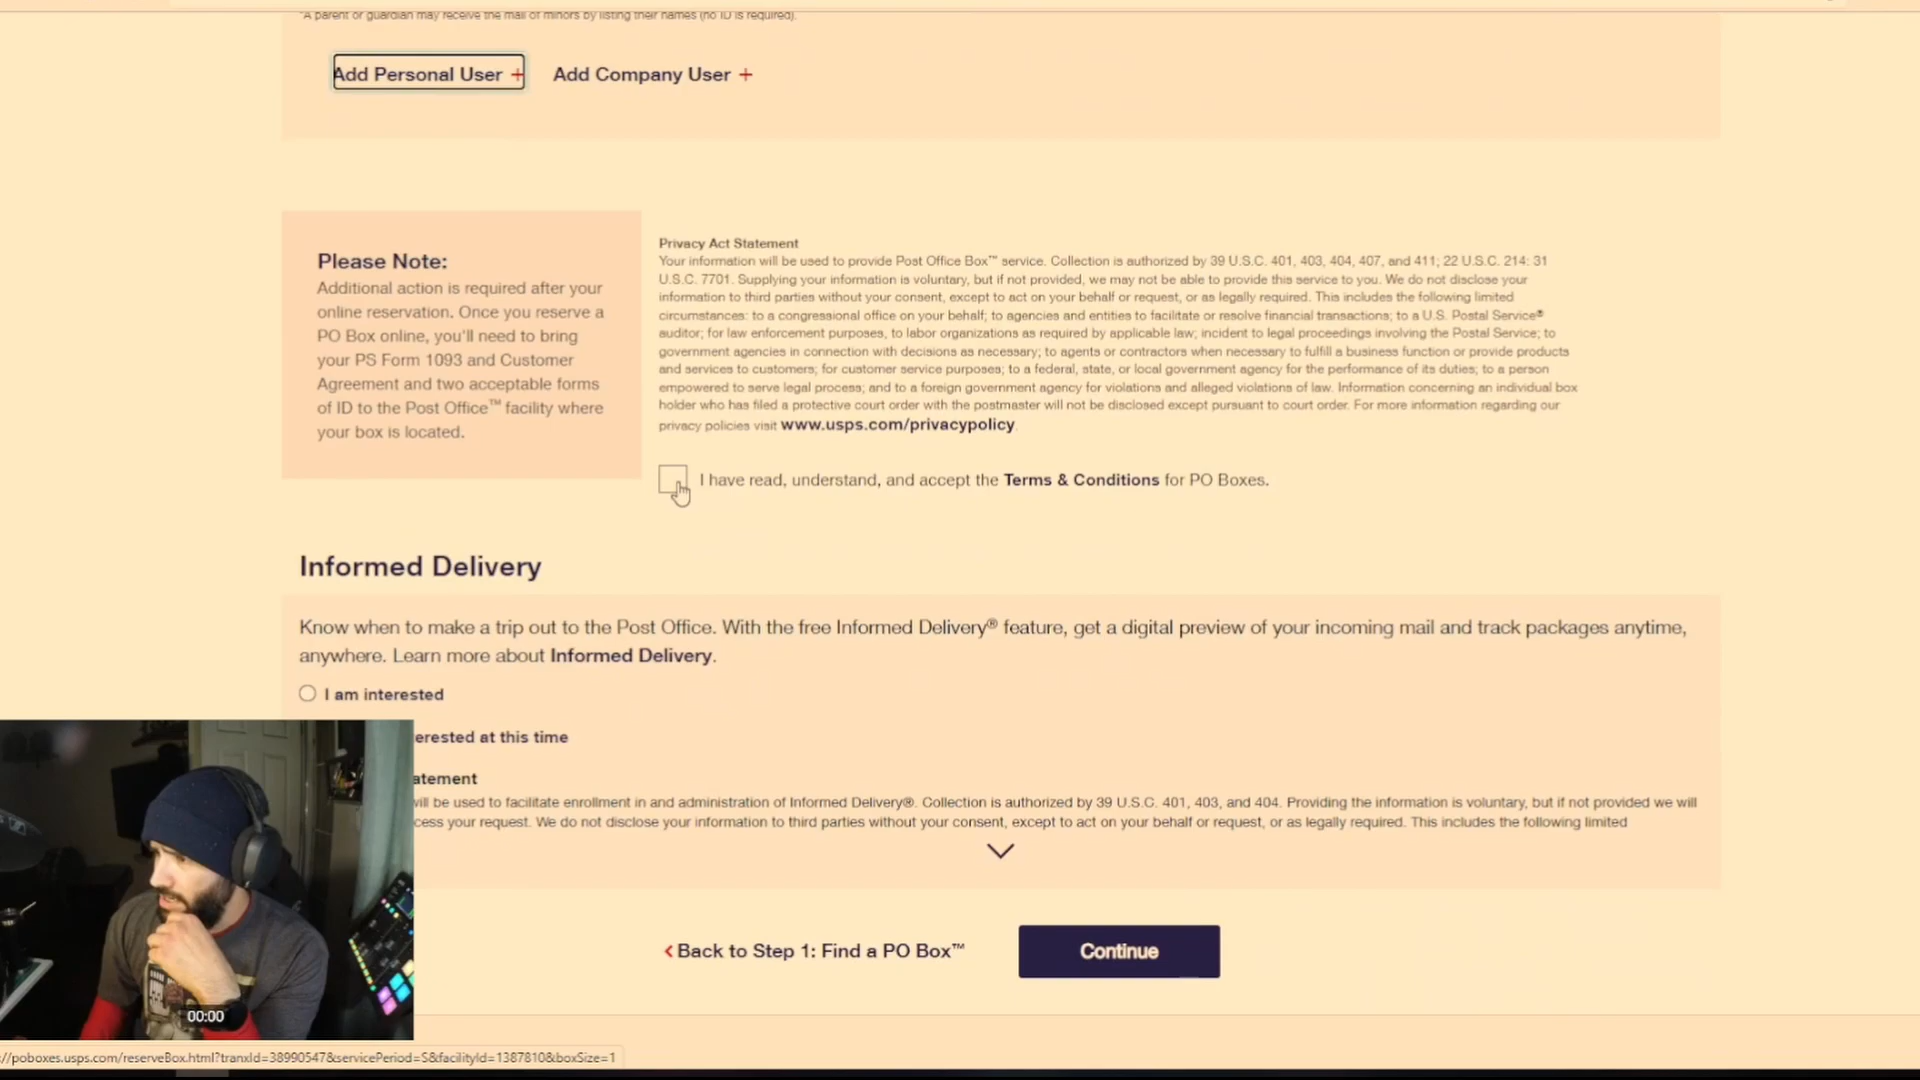 *A parent or guardian may receive the mail of minors by listing their names (no ID is required).
Add Personal User +
Add Company User +
Please Note:
Additional action is required after your
online reservation. Once you reserve a
PO Box online, you'll need to bring
your PS Form 1093 and Customer
Agreement and two acceptable forms
of ID to the Post Office™ facility where
your box is located.
Privacy Act Statement
Your information will be used to provide Post Office Box™ service. Collection is authorized by 39 U.S.C. 401, 403, 404, 407, and 411; 22 U.S.C. 214: 31
U.S.C. 7701. Supplying your information is voluntary, but if not provided, we may not be able to provide this service to you. We do not disclose your
information to third parties without your consent, except to act on your behalf or request, or as legally required. This includes the following limited
circumstances: to a congressional office on your behalf; to agencies and entities to facilitate or resolve financial transactions; to a U.S. Postal Service®
auditor; for law enforcement purposes, to labor organizations as required by applicable law; incident to legal proceedings involving the Postal Service; to
government agencies in connection with decisions as necessary; to agents or contractors when necessary to fulfill a business function or provide products
and services to customers; for customer service purposes; to a federal, state, or local government agency for the performance of its duties; to a person
empowered to serve legal process; and to a foreign government agency for violations and alleged violations of law. Information concerning an individual box
holder who has filed a protective court order with the postmaster will not be disclosed except pursuant to court order. For more information regarding our
privacy policies visit www.usps.com/privacypolicy.
I have read, understand, and accept the Terms & Conditions for PO Boxes.
Informed Delivery
Know when to make a trip out to the Post Office. With the free Informed Delivery® feature, get a digital preview of your incoming mail and track packages anytime,
anywhere. Learn more about Informed Delivery.
I am interested
erested at this time
atement
will be used to facilitate enrollment in and administration of Informed Delivery®. Collection is authorized by 39 U.S.C. 401, 403, and 404. Providing the information is voluntary, but if not provided we will
cess your request. We do not disclose your information to third parties without your consent, except to act on your behalf or request, or as legally required. This includes the following limited
Back to Step 1: Find a PO Box™
Continue
00:00
://poboxes.usps.com/reserveBox.html?tranxId=38990547&servicePeriod=S&facilityId=1387810&boxSize=1